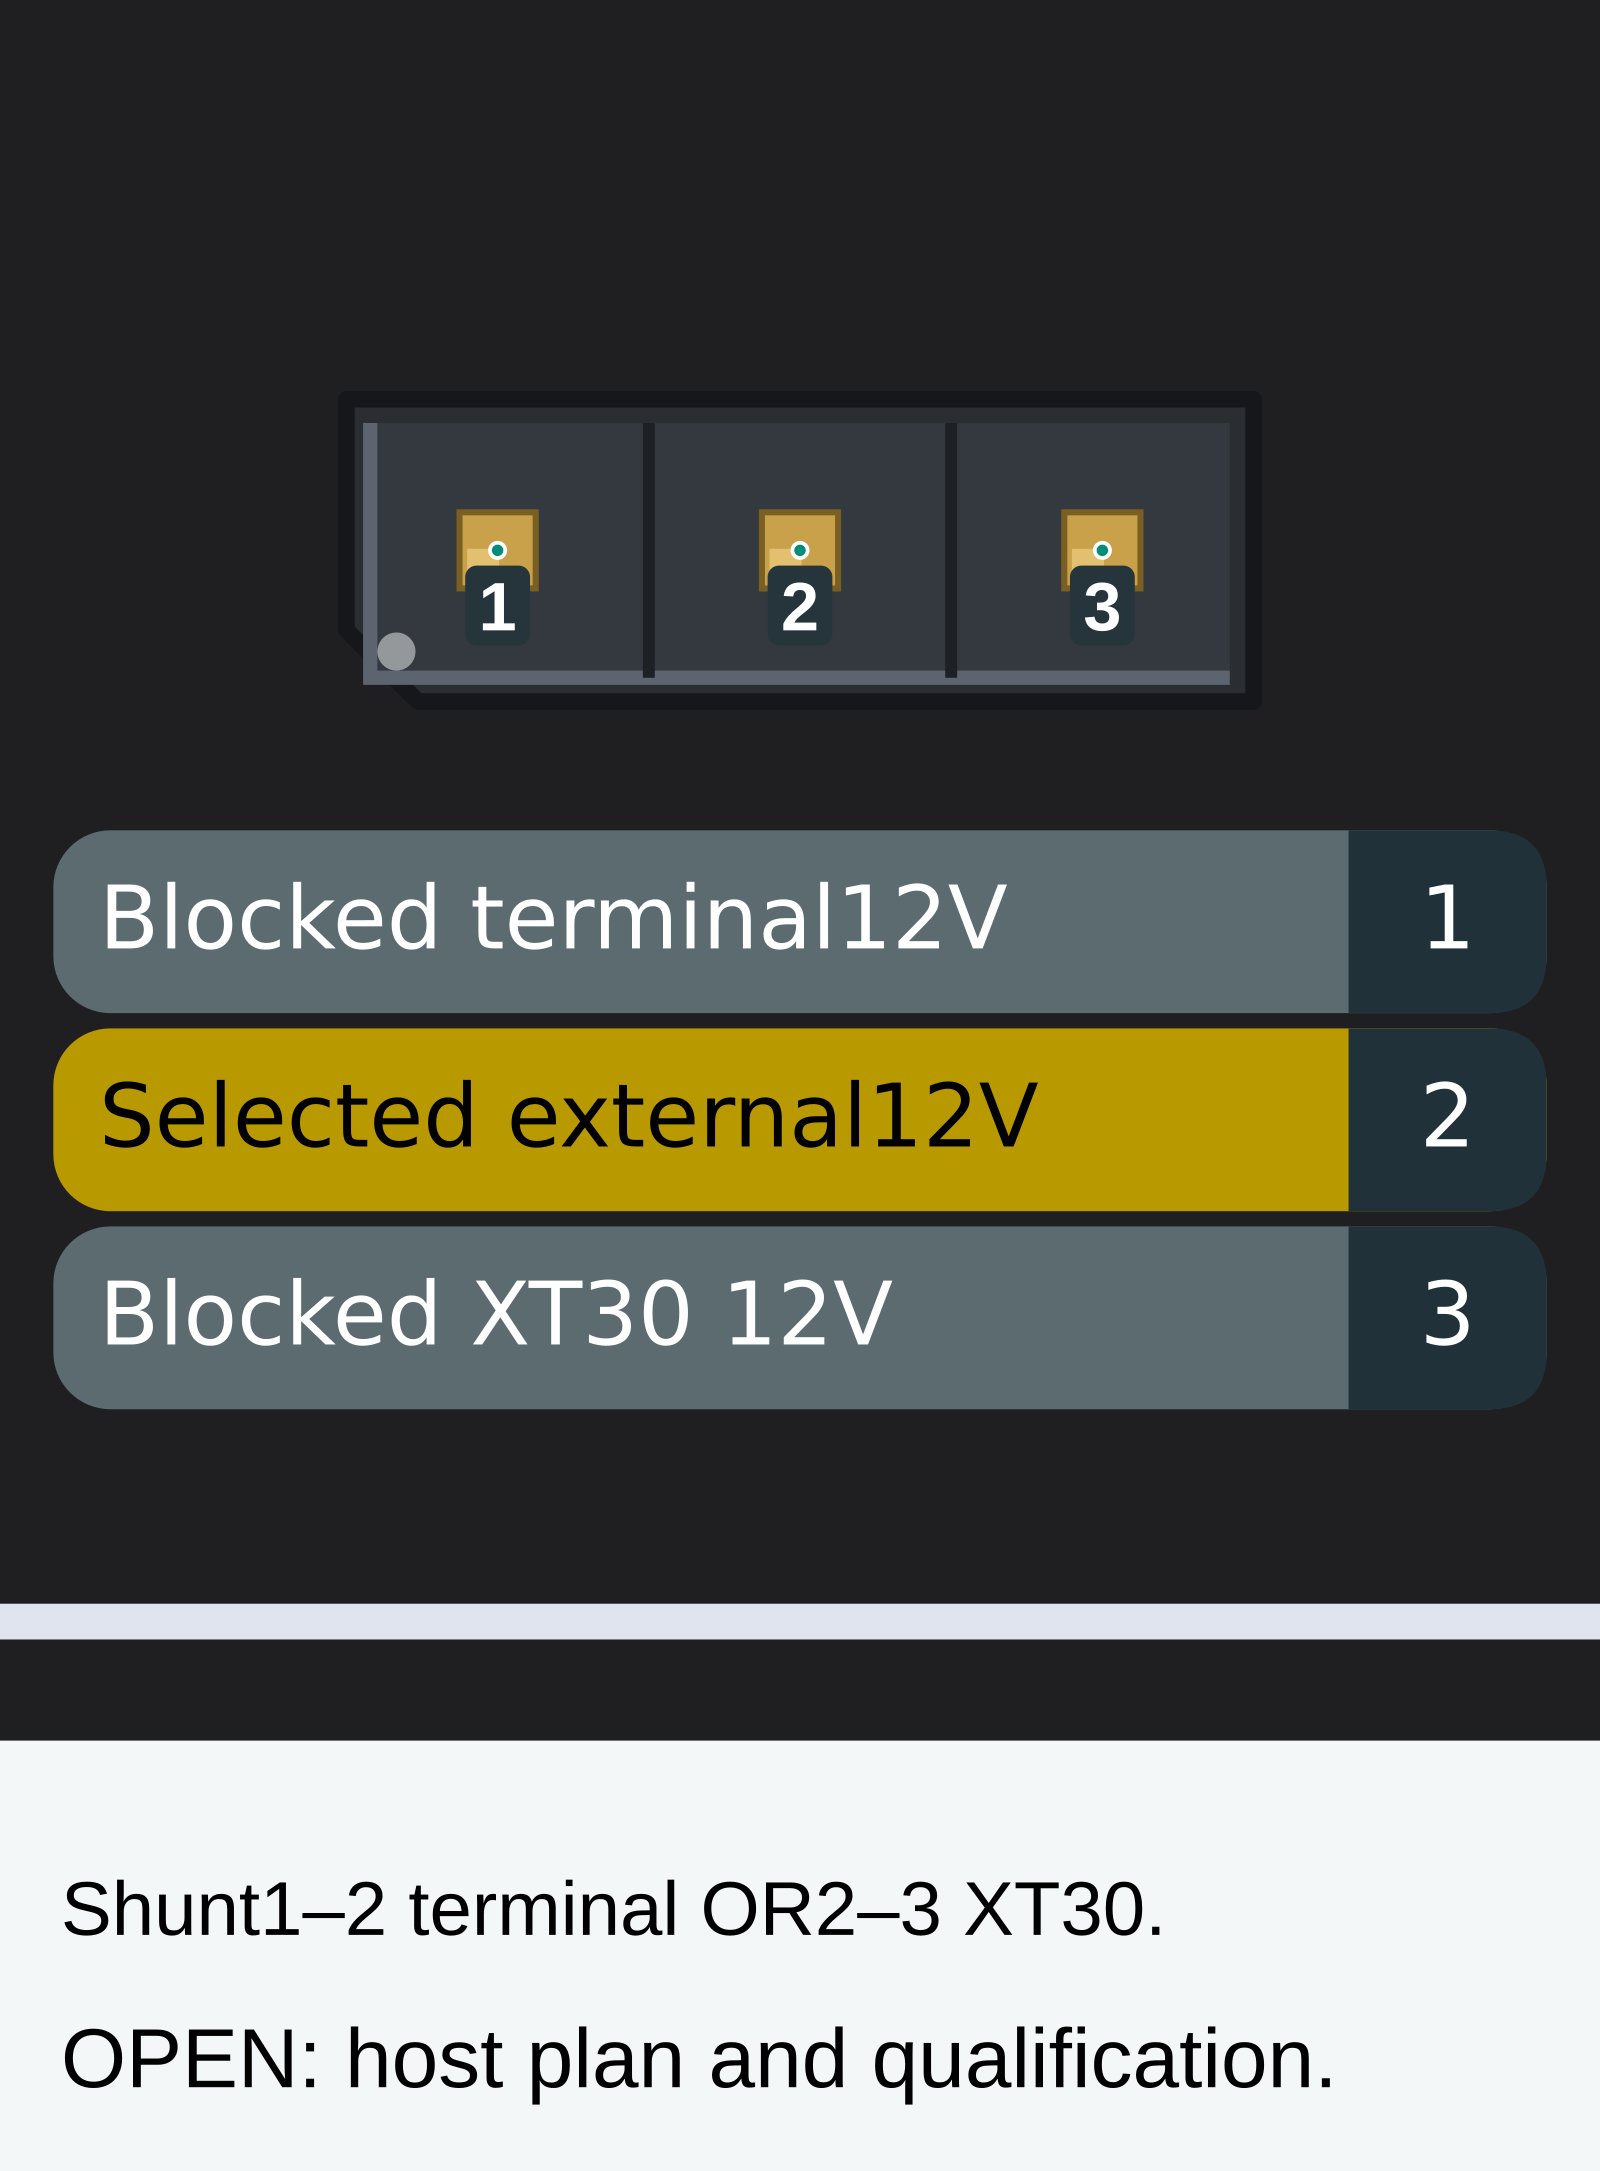 1 2 3
Blocked terminal12V 1
Selected external12V 2
Blocked XT30 12V 3
Shunt1–2 terminal OR2–3 XT30.
OPEN: host plan and qualification.